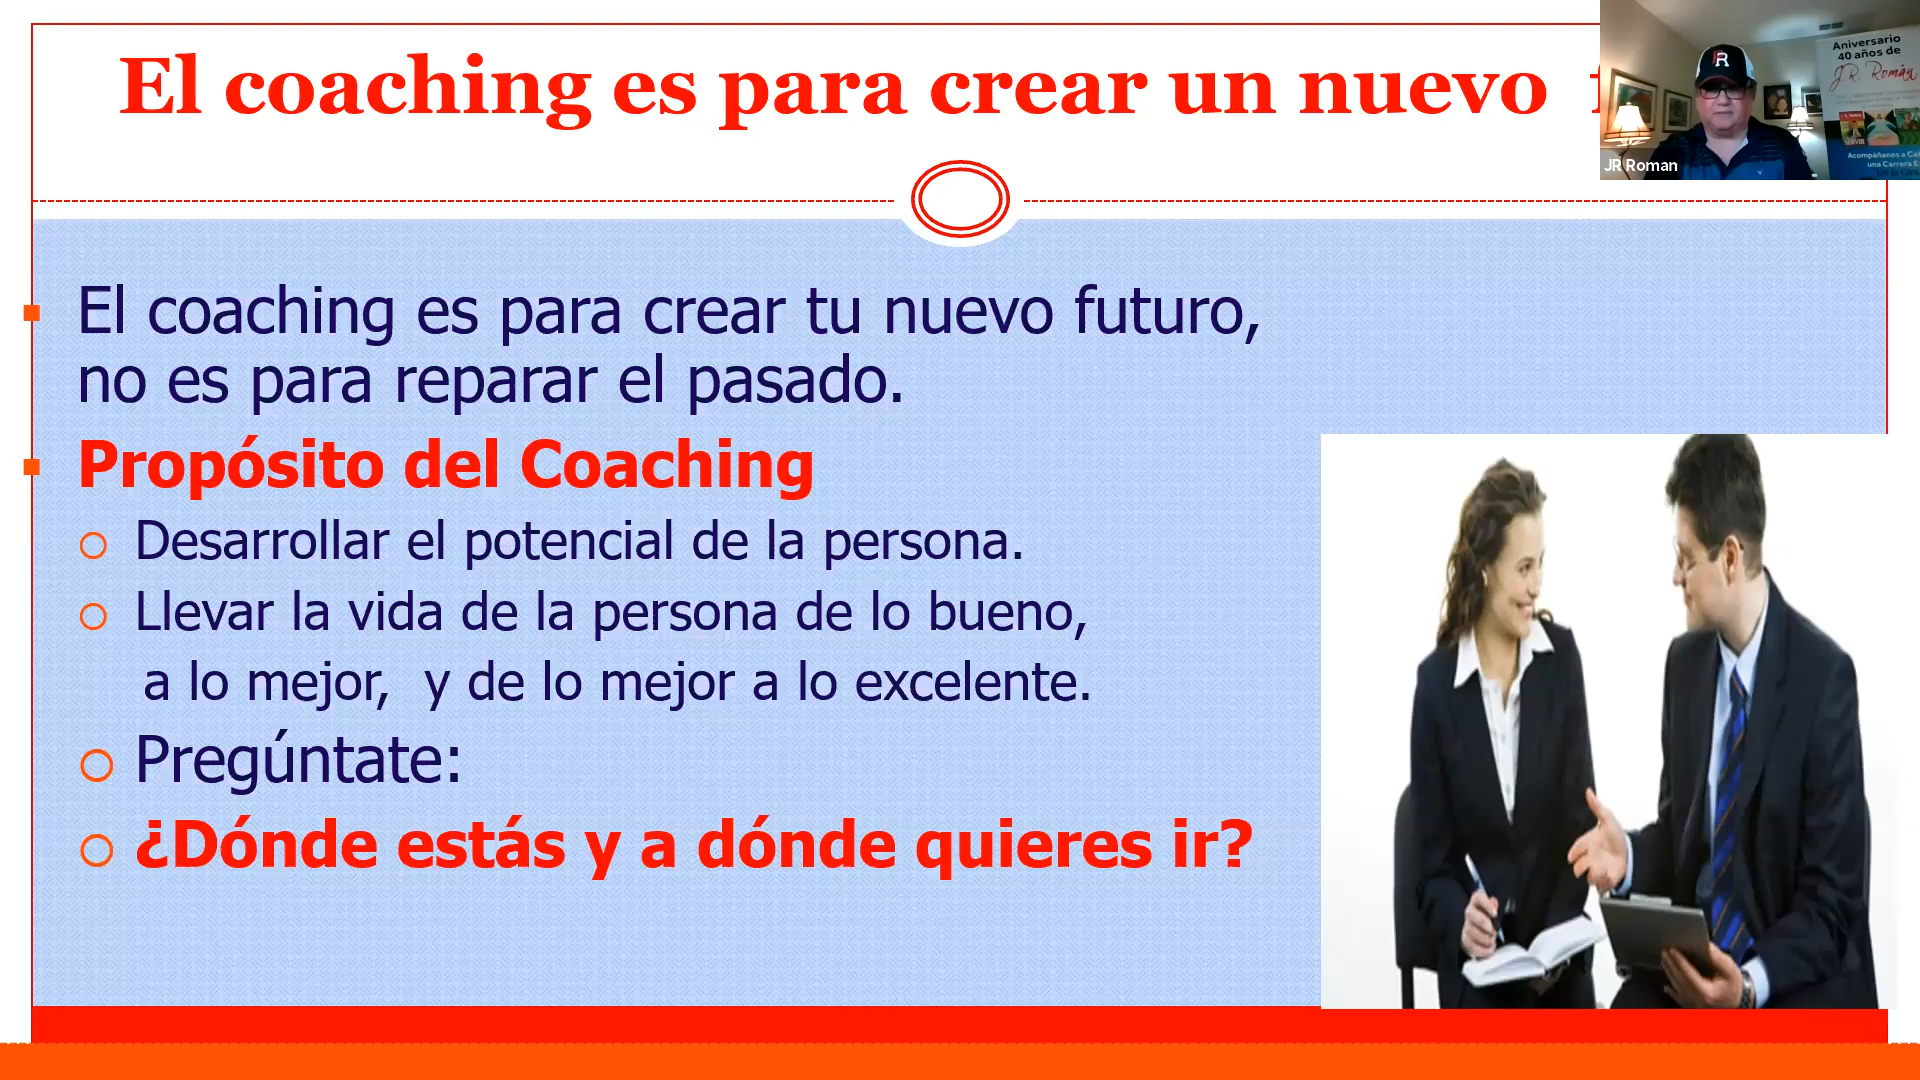 El coaching es para crear un nuevo
Aniversario
40 años de
J.R. Román
JR Roman
El coaching es para crear tu nuevo futuro,
no es para reparar el pasado.
Propósito del Coaching
Desarrollar el potencial de la persona.
Llevar la vida de la persona de lo bueno,
a lo mejor, y de lo mejor a lo excelente.
Pregúntate:
¿Dónde estás y a dónde quieres ir?